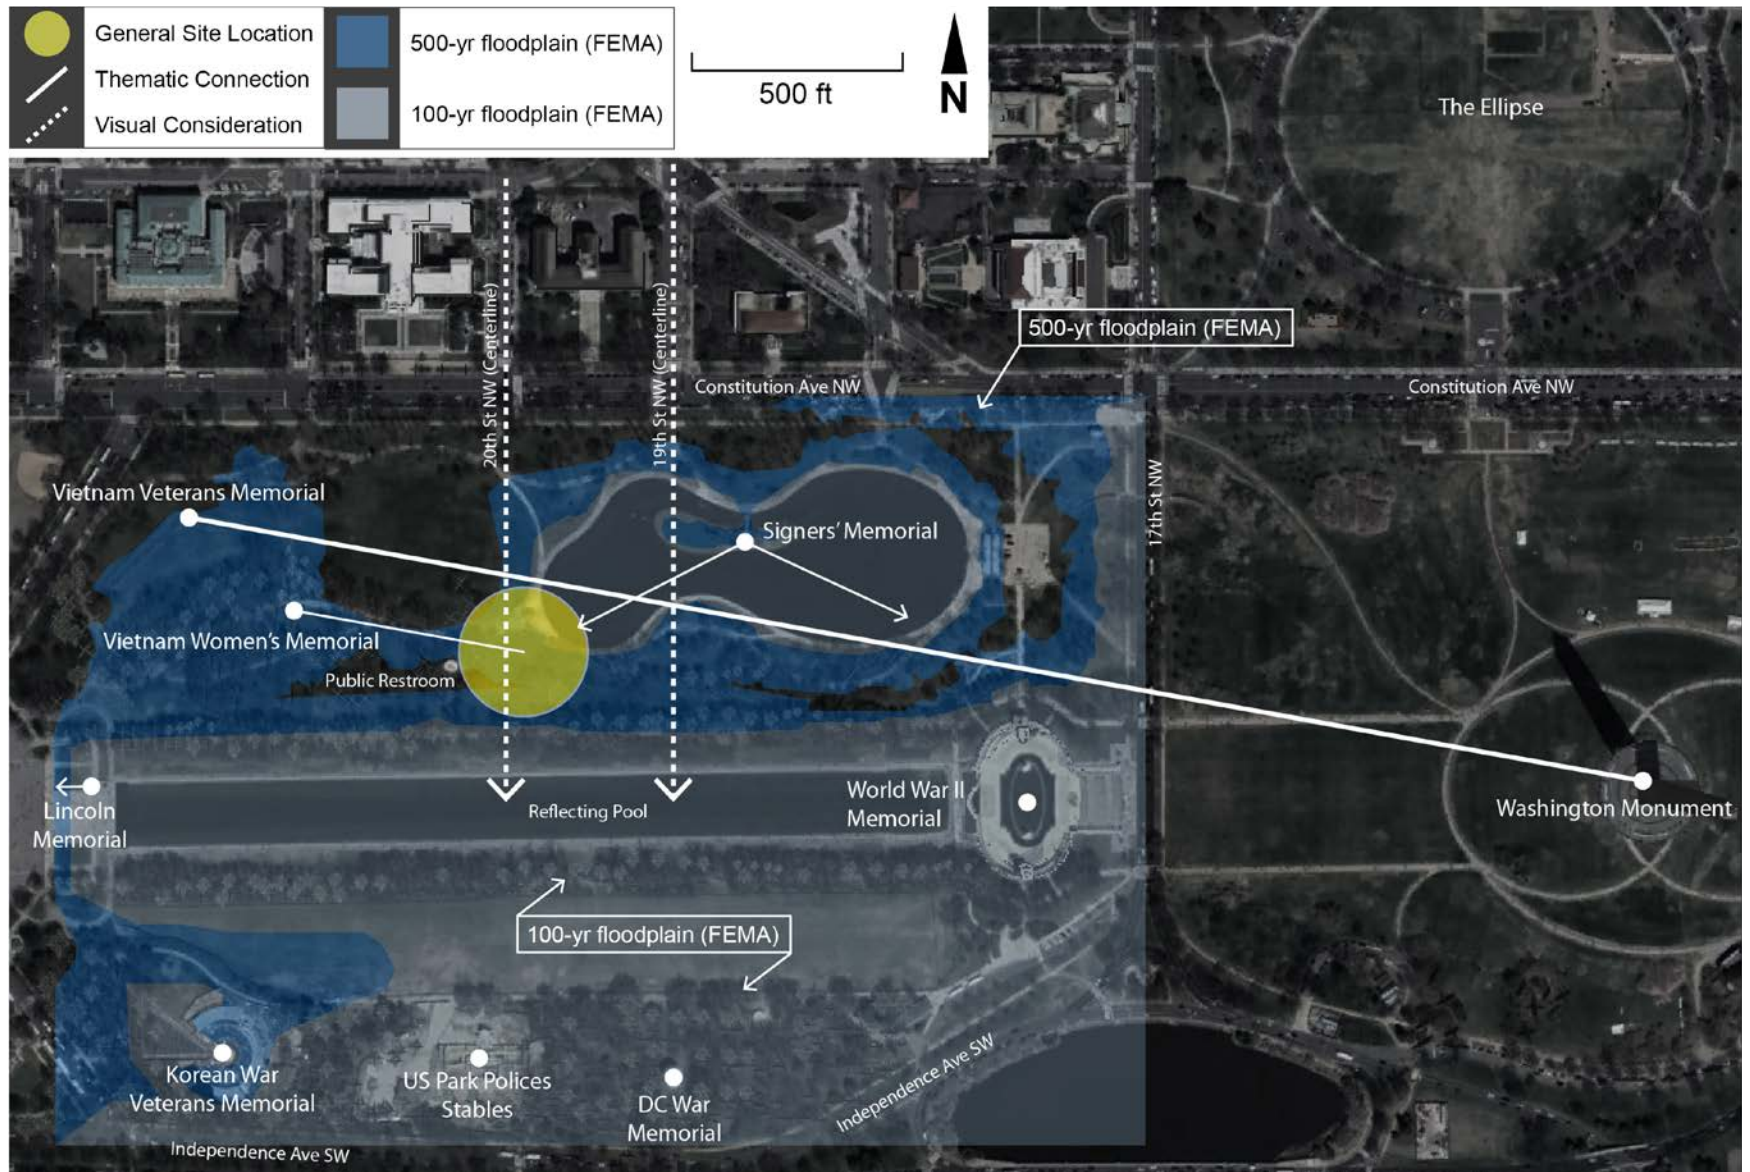 General Site Location
Thematic Connection
Visual Consideration
500-yr floodplain (FEMA)
100-yr floodplain (FEMA)
500 ft
N
The Ellipse
20th St NW (Centerline)
19th St NW (Centerline)
500-yr floodplain (FEMA)
Constitution Ave NW
Constitution Ave NW
17th St NW
Vietnam Veterans Memorial
Signers' Memorial
Vietnam Women's Memorial
Public Restroom
Lincoln
Memorial
Reflecting Pool
World War II
Memorial
Washington Monument
100-yr floodplain (FEMA)
Korean War
Veterans Memorial
US Park Polices
Stables
DC War
Memorial
Independence Ave SW
Independence Ave SW